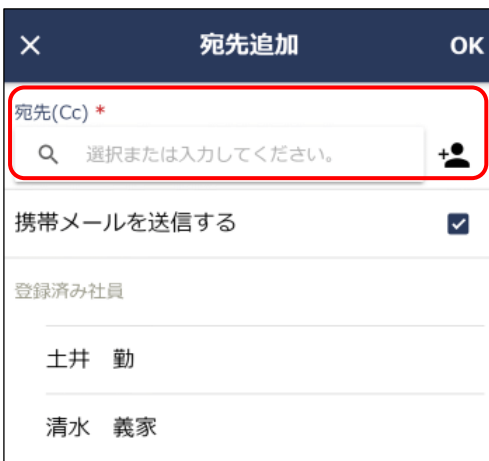 × 宛先追加 OK
宛先(Cc) *
選択または入力してください。
携帯メールを送信する
登録済み社員
土井 勤
清水 義家